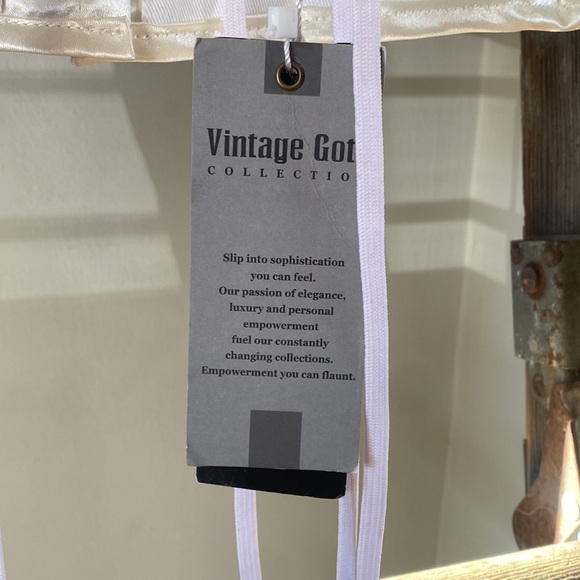 Vintage Got
COLLECTIO
Slip into sophistication
you can feel.
Our passion of elegance,
luxury and personal
empowerment
fuel our constantly
changing collections.
Empowerment you can flaunt.